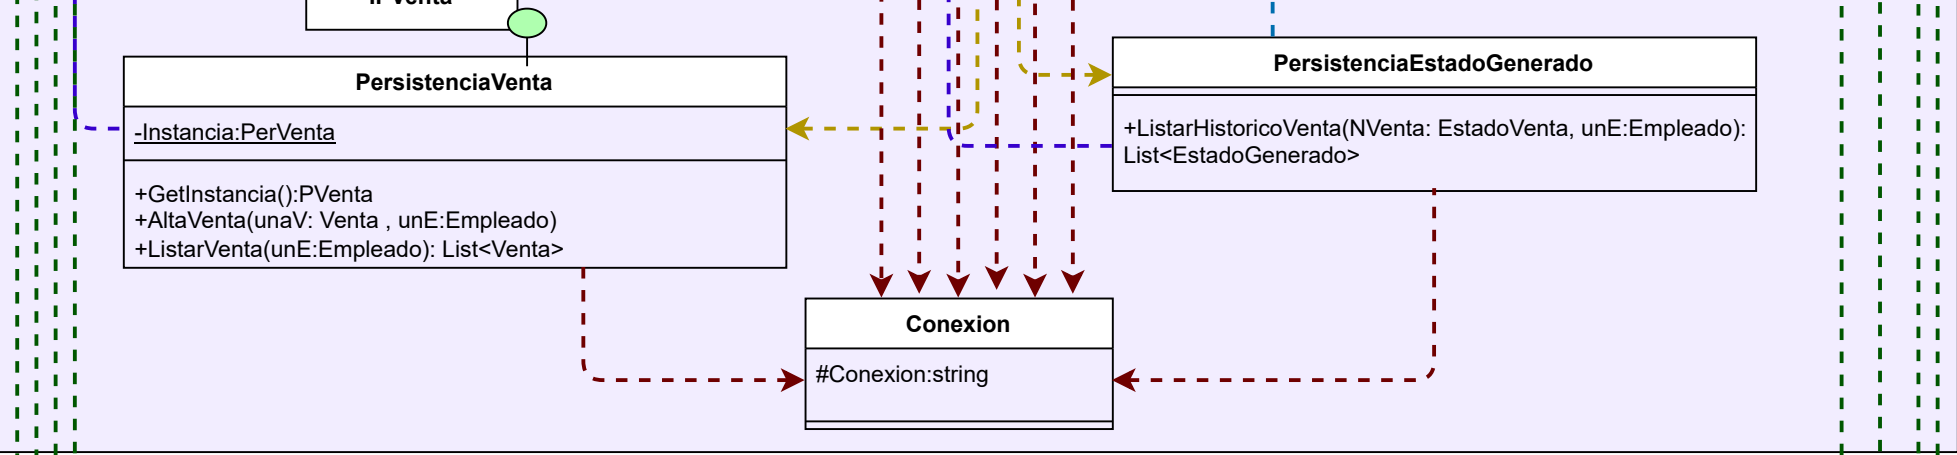 PersistenciaVenta
-Instancia:PerVenta
+GetInstancia():PVenta
+AltaVenta(unaV: Venta , unE:Empleado)
+ListarVenta(unE:Empleado): List<Venta>
PersistenciaEstadoGenerado
+ListarHistoricoVenta(NVenta: EstadoVenta, unE:Empleado):
List<EstadoGenerado>
Conexion
#Conexion:string